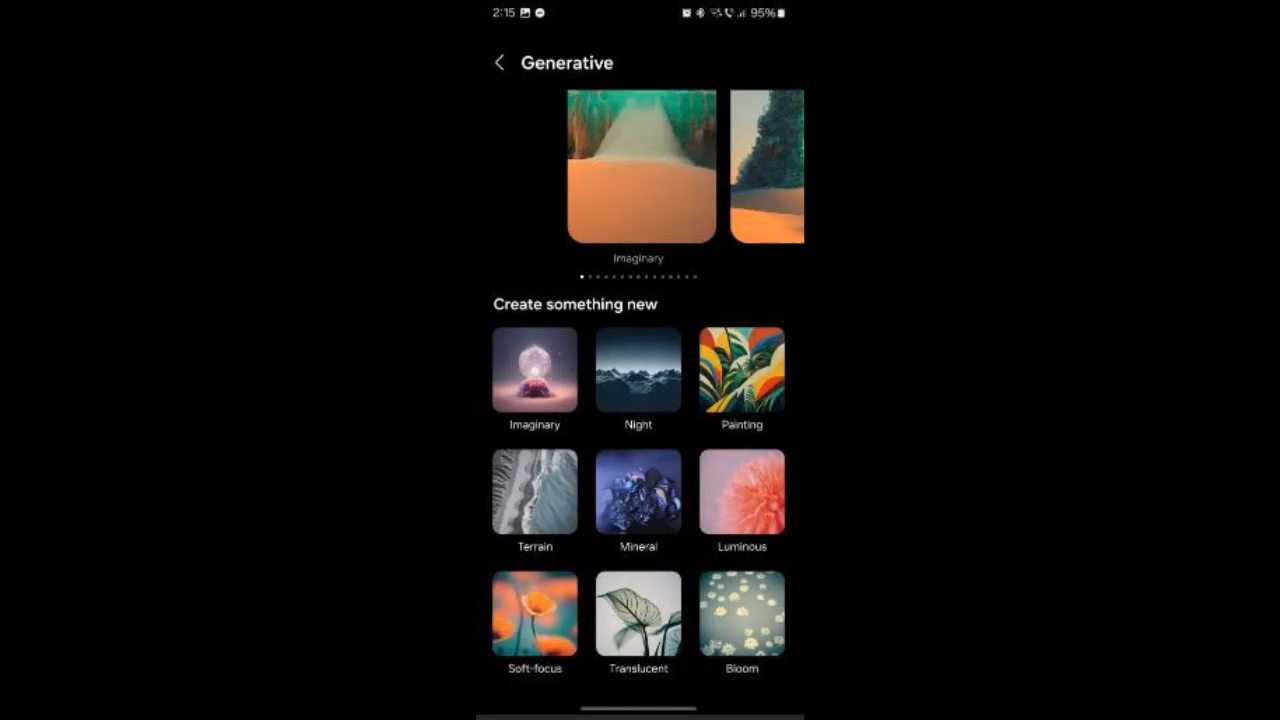 2:15 95%
Generative
Imaginary
Create something new
Imaginary Night Painting
Terrain Mineral Luminous
Soft-focus Translucent Bloom